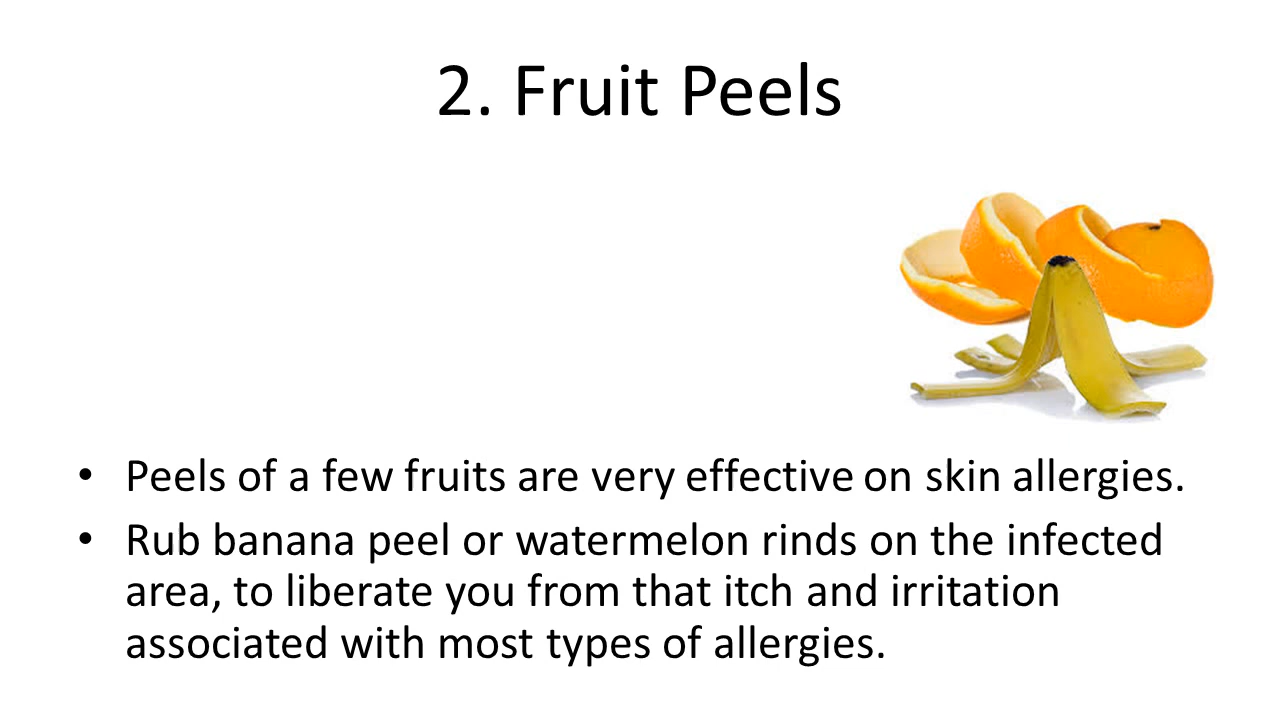 2. Fruit Peels
• Peels of a few fruits are very effective on skin allergies.
• Rub banana peel or watermelon rinds on the infected
area, to liberate you from that itch and irritation
associated with most types of allergies.